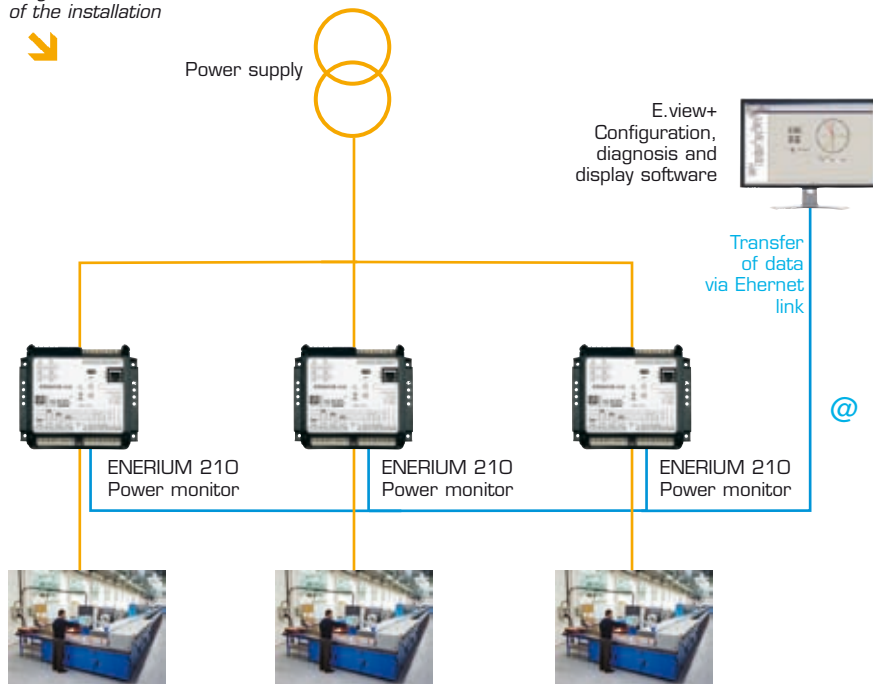 of the installation
Power supply
E.view+
Configuration,
diagnosis and
display software
Transfer
of data
via Ehernet
link
@
ENERIUM 210
Power monitor
ENERIUM 210
Power monitor
ENERIUM 210
Power monitor